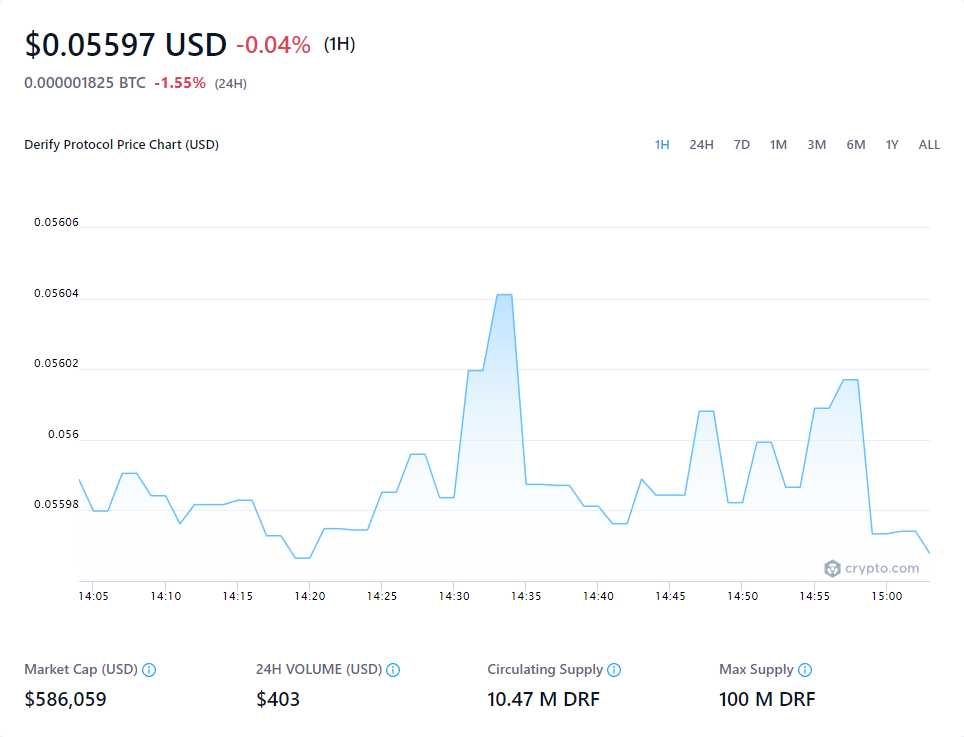 $0.05597 USD -0.04% (1H)
0.000001825 BTC -1.55% (24H)
Derify Protocol Price Chart (USD) 1H 24H 7D 1M 3M 6M 1Y ALL
0.05606
0.05604
0.05602
0.056
0.05598
crypto.com
14:05 14:10 14:15 14:20 14:25 14:30 14:35 14:40 14:45 14:50 14:55 15:00
Market Cap (USD) 24H VOLUME (USD) Circulating Supply Max Supply
$586,059 $403 10.47 M DRF 100 M DRF